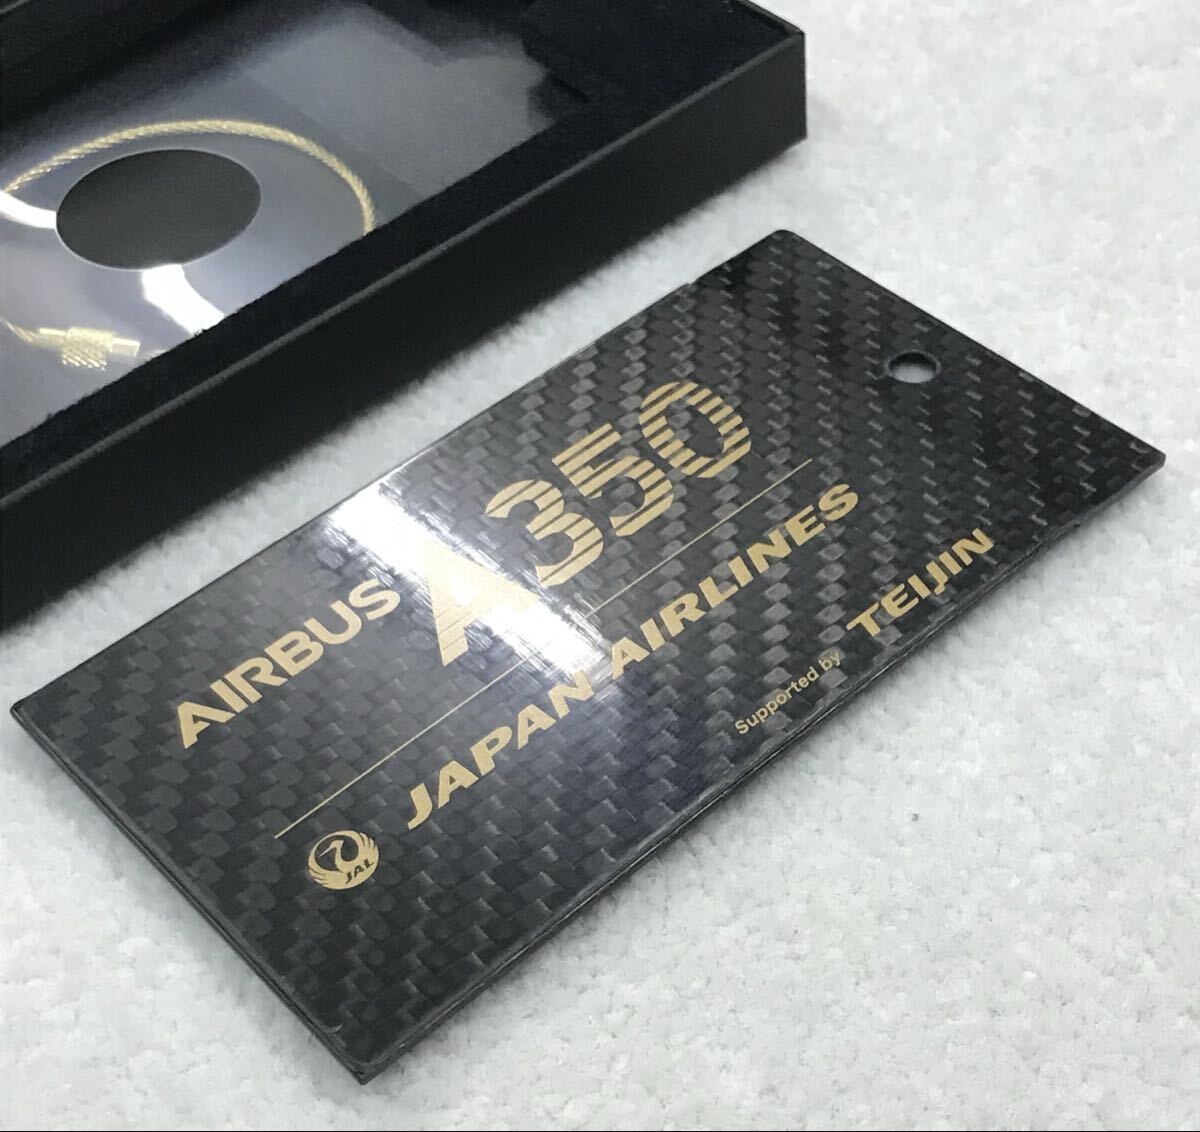 AIRBUS A350
JAPAN AIRLINES
JAL
Supported by TEIJIN